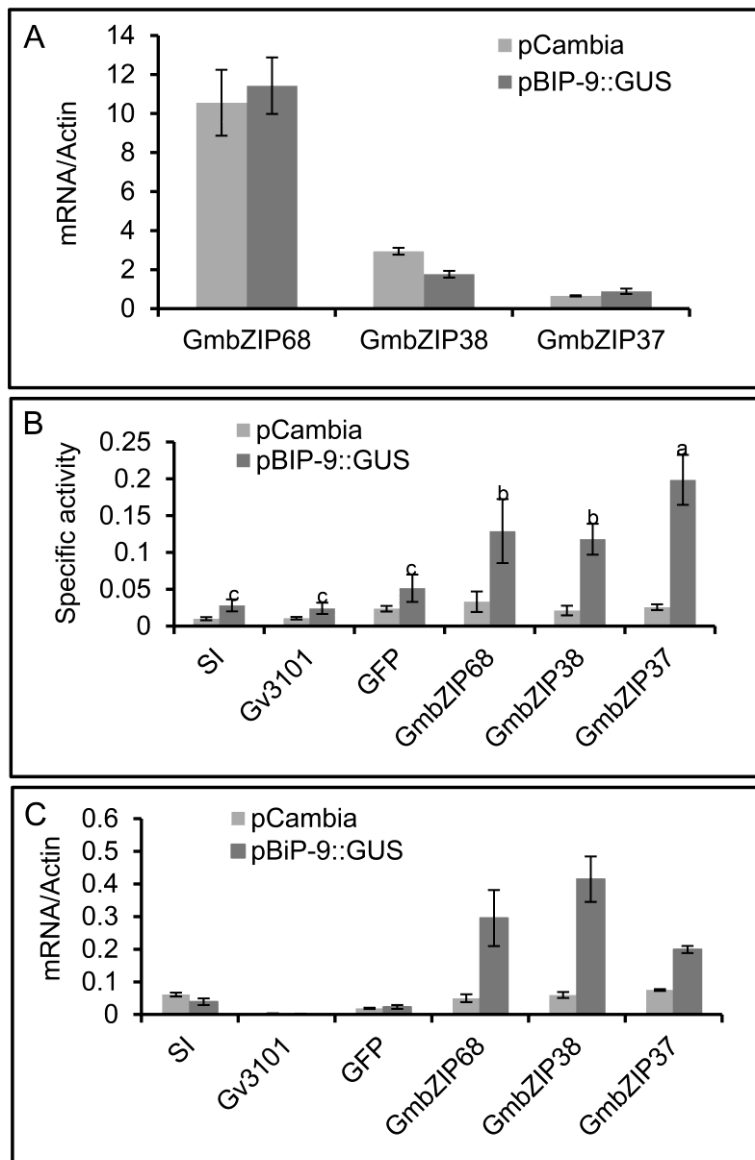 A
pCambia
pBIP-9::GUS
mRNA/Actin
14
12
10
8
6
4
2
0
GmbZIP68 GmbZIP38 GmbZIP37
B
pCambia
pBIP-9::GUS
Specific activity
0.25
0.2
0.15
0.1
0.05
0
c c c b b a
SI Gv3101 GFP GmbZIP68 GmbZIP38 GmbZIP37
C
pCambia
pBiP-9::GUS
mRNA/Actin
0.6
0.5
0.4
0.3
0.2
0.1
0
SI Gv3101 GFP GmbZIP68 GmbZIP38 GmbZIP37